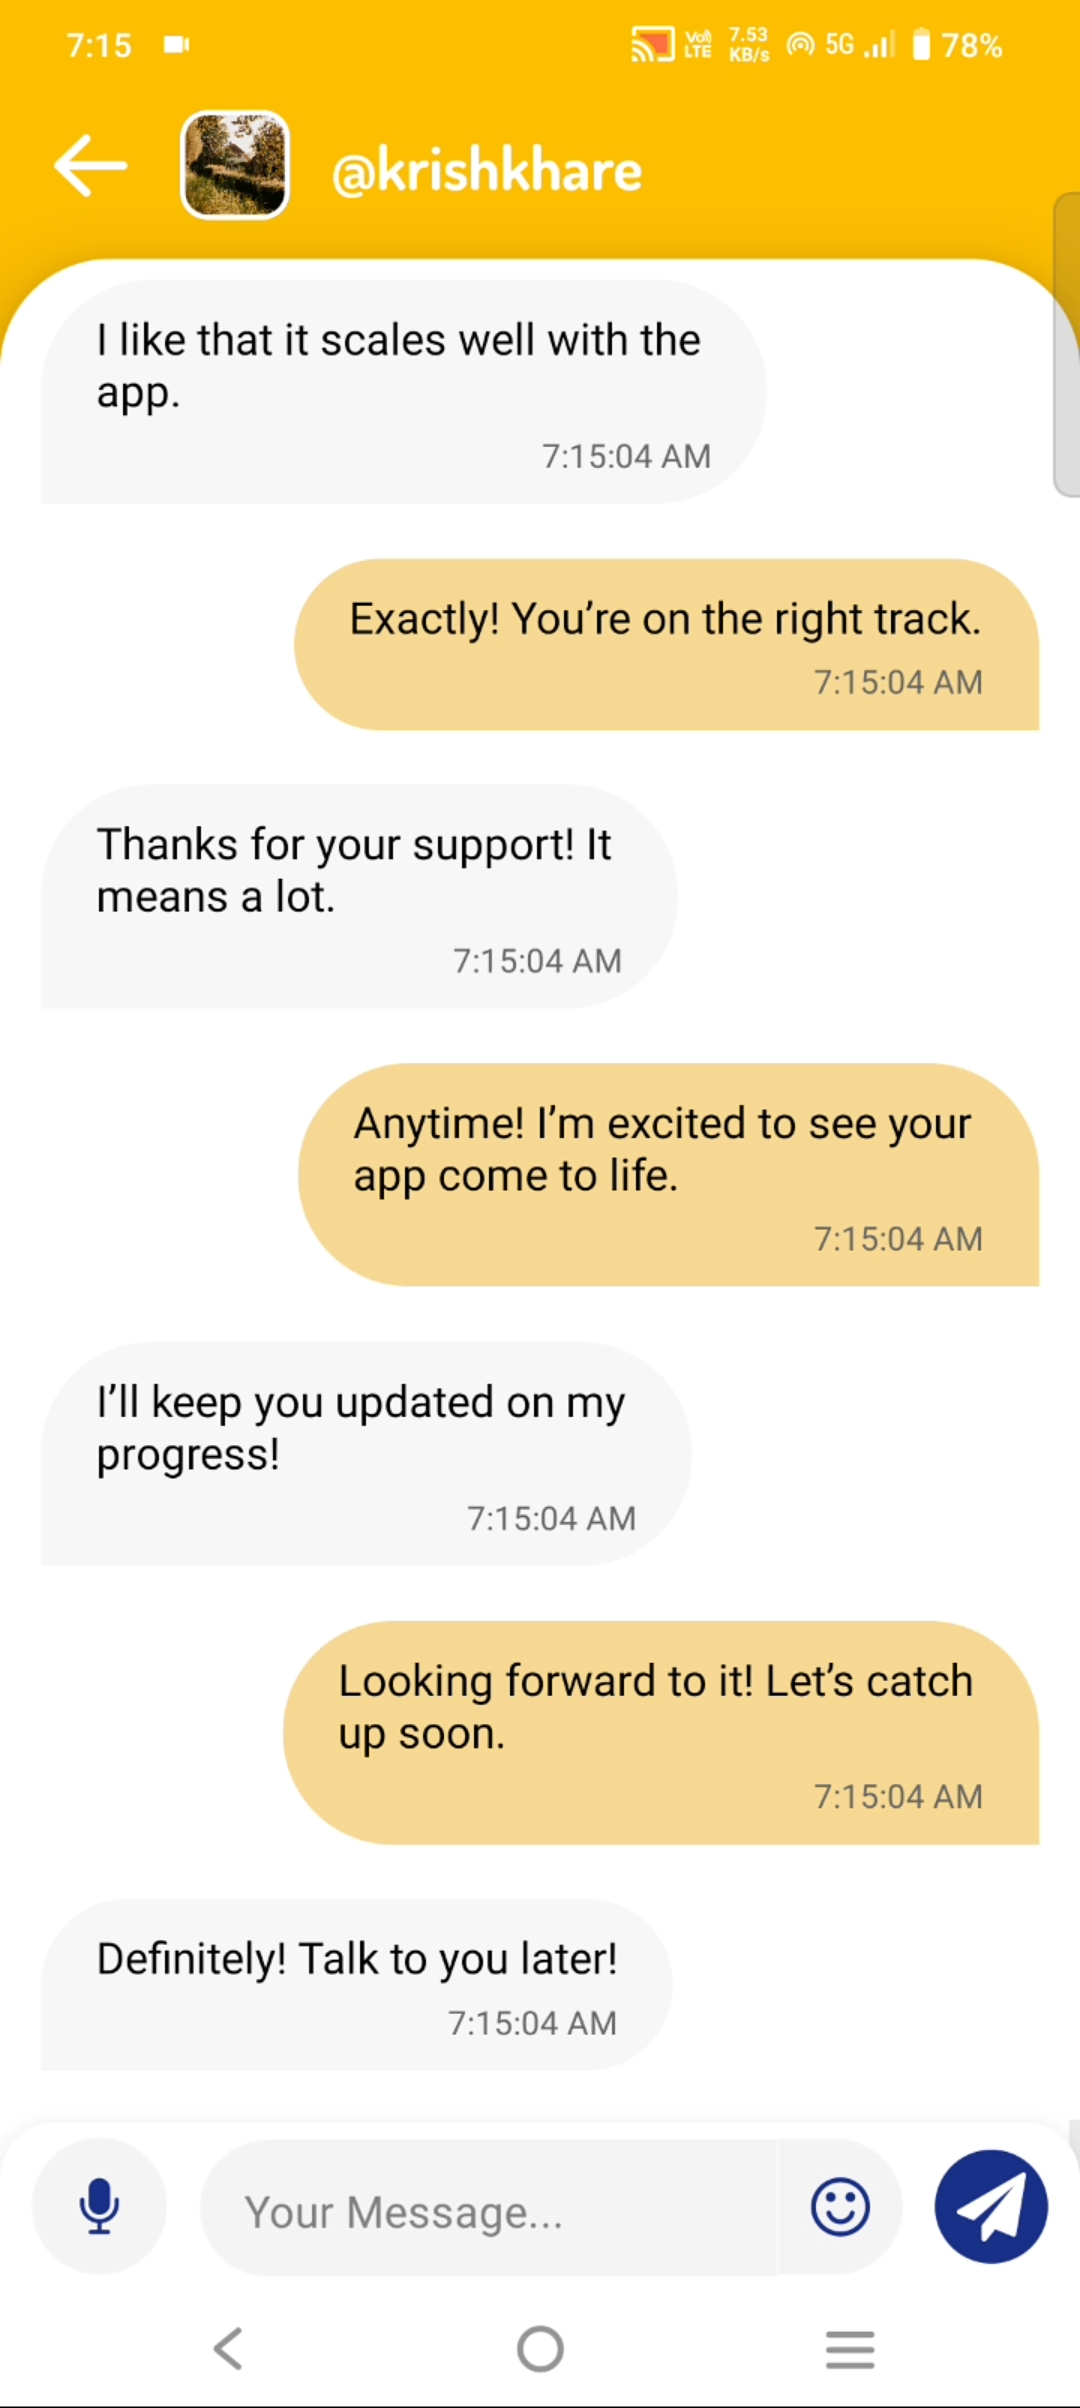 7:15
Vo) LTE 7.53 KB/s 5G 78%
@krishkhare
I like that it scales well with the
app.
7:15:04 AM
Exactly! You’re on the right track.
7:15:04 AM
Thanks for your support! It
means a lot.
7:15:04 AM
Anytime! I’m excited to see your
app come to life.
7:15:04 AM
I’ll keep you updated on my
progress!
7:15:04 AM
Looking forward to it! Let’s catch
up soon.
7:15:04 AM
Definitely! Talk to you later!
7:15:04 AM
Your Message...